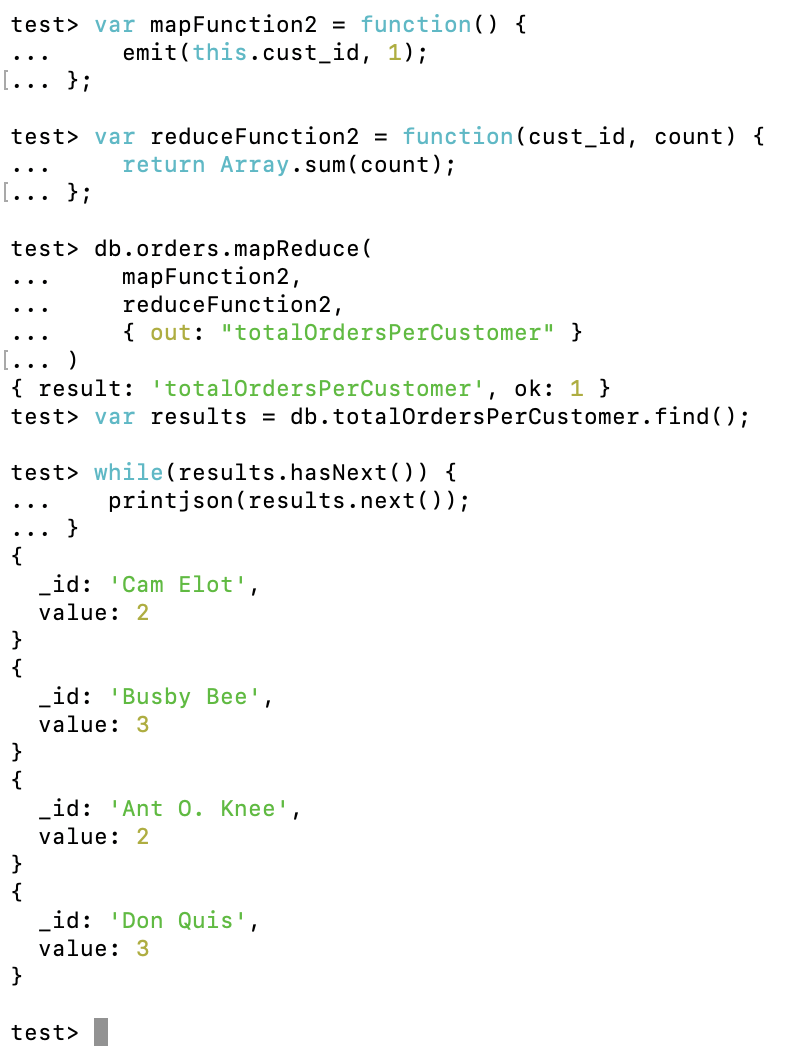 test> var mapFunction2 = function() {
...     emit(this.cust_id, 1);
[... };
test> var reduceFunction2 = function(cust_id, count) {
...     return Array.sum(count);
[... };
test> db.orders.mapReduce(
...     mapFunction2,
...     reduceFunction2,
...     { out: "totalOrdersPerCustomer" }
[... )
{ result: 'totalOrdersPerCustomer', ok: 1 }
test> var results = db.totalOrdersPerCustomer.find();
test> while(results.hasNext()) {
...    printjson(results.next());
... }
{
  _id: 'Cam Elot',
  value: 2
}
{
  _id: 'Busby Bee',
  value: 3
}
{
  _id: 'Ant O. Knee',
  value: 2
}
{
  _id: 'Don Quis',
  value: 3
}
test>